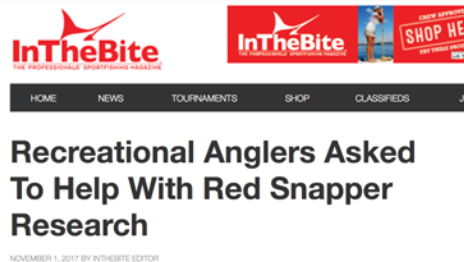 InTheBite
THE PROFESSIONALS' SPORTFISHING MAGAZINE
InTheBite
THE PROFESSIONALS' SPORTFISHING MAGAZINE
CREW APPROVE
SHOP HE
HOME NEWS TOURNAMENTS SHOP CLASSIFIEDS J
Recreational Anglers Asked
To Help With Red Snapper
Research
NOVEMBER 1, 2017 BY INTHEBITE EDITOR